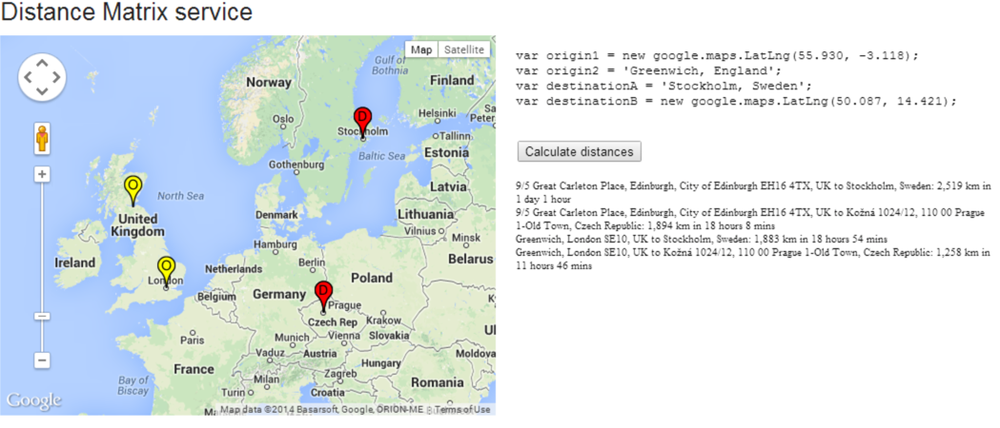 Distance Matrix service
Map
Satellite
Gulf of
Bothnia
Norway
Finland
Oslo
Helsinki
Sa
Peter
Stockholm
Tallinn
Baltic Sea
Estonia
Gothenburg
Latvia
North Sea
United
Kingdom
Denmark
Lithuania
Vilnius
Minsk
Hamburg
Ireland
Berlin
Belarus
Netherlands
London
Poland
Belgium
Germany
Prague
K
Czech Rep
Krakow
Paris
Munich
Vienna
Slovakia
Ul
Vaduz
Austria
Moldova
France
Hungary
Bay of
Biscay
Milan
Zagreb
Romania
Turin
Croatia
Google
Map data ©2014 Basarsoft, Google, ORION-ME
Terms of Use
O
O
D
D
var origin1 = new google.maps.LatLng(55.930, -3.118);
var origin2 = 'Greenwich, England';
var destinationA = 'Stockholm, Sweden';
var destinationB = new google.maps.LatLng(50.087, 14.421);
Calculate distances
9/5 Great Carleton Place, Edinburgh, City of Edinburgh EH16 4TX, UK to Stockholm, Sweden: 2,519 km in
1 day 1 hour
9/5 Great Carleton Place, Edinburgh, City of Edinburgh EH16 4TX, UK to Kožná 1024/12, 110 00 Prague
1-Old Town, Czech Republic: 1,894 km in 18 hours 8 mins
Greenwich, London SE10, UK to Stockholm, Sweden: 1,883 km in 18 hours 54 mins
Greenwich, London SE10, UK to Kožná 1024/12, 110 00 Prague 1-Old Town, Czech Republic: 1,258 km in
11 hours 46 mins